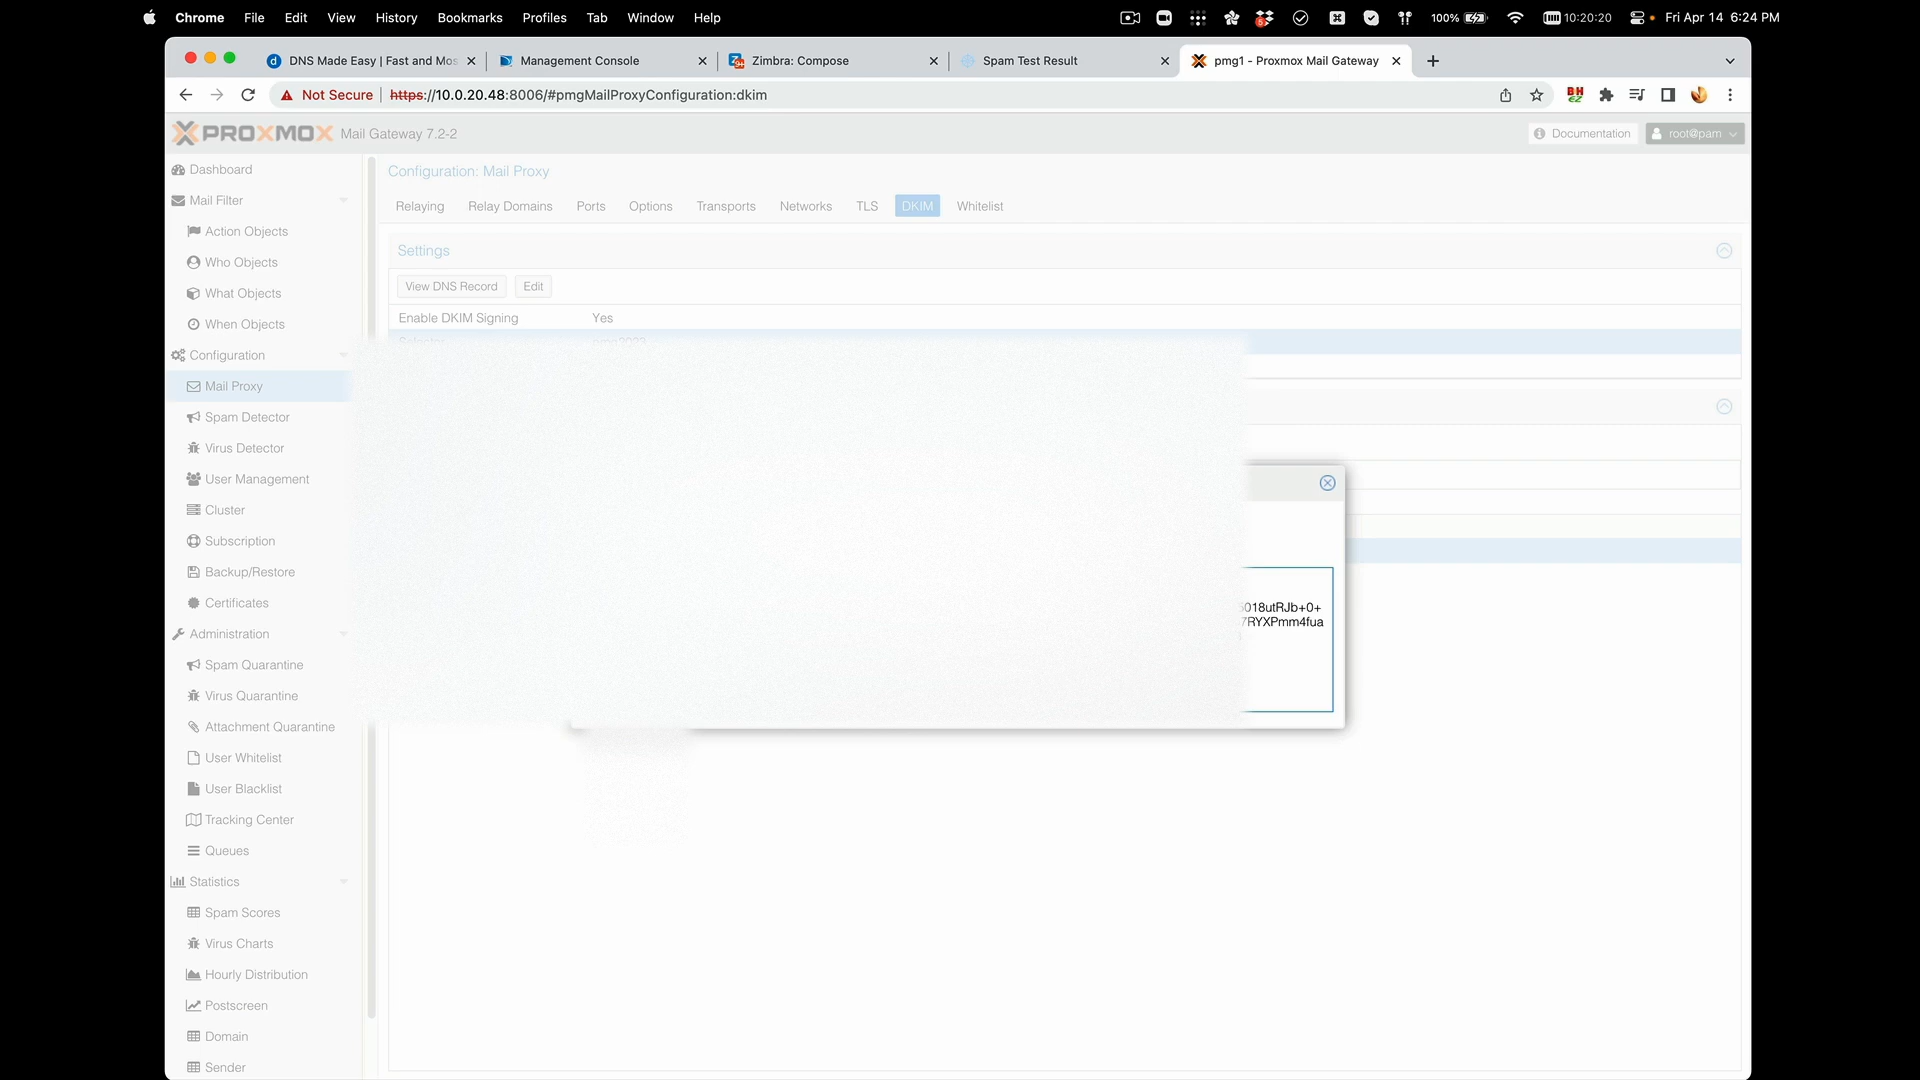 Chrome File Edit View History Bookmarks Profiles Tab Window Help 100% 10:20:20 Fri Apr 14 6:24 PM
DNS Made Easy | Fast and Mos Management Console Zimbra: Compose Spam Test Result pmg1 - Proxmox Mail Gateway
Not Secure https://10.0.20.48:8006/#pmgMailProxyConfiguration:dkim
PROXMOX Mail Gateway 7.2-2 Documentation root@pam
Dashboard
Mail Filter
Action Objects
Who Objects
What Objects
When Objects
Configuration
Mail Proxy
Spam Detector
Virus Detector
User Management
Cluster
Subscription
Backup/Restore
Certificates
Administration
Spam Quarantine
Virus Quarantine
Attachment Quarantine
User Whitelist
User Blacklist
Tracking Center
Queues
Statistics
Spam Scores
Virus Charts
Hourly Distribution
Postscreen
Domain
Sender
Configuration: Mail Proxy
Relaying Relay Domains Ports Options Transports Networks TLS DKIM Whitelist
Settings
View DNS Record Edit
Enable DKIM Signing Yes
018utRJb+0+
7RYXPmm4fua